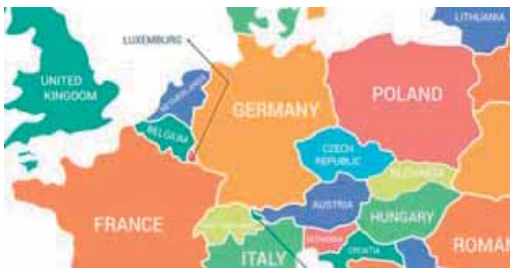 LITHUANIA
LUXEMBURG
UNITED
KINGDOM
NETHERLANDS
GERMANY
POLAND
BELGIUM
CZECH
REPUBLIC
SLOVAKIA
AUSTRIA
FRANCE
HUNGARY
SLOVENIA
ITALY
CROATIA
ROMAN